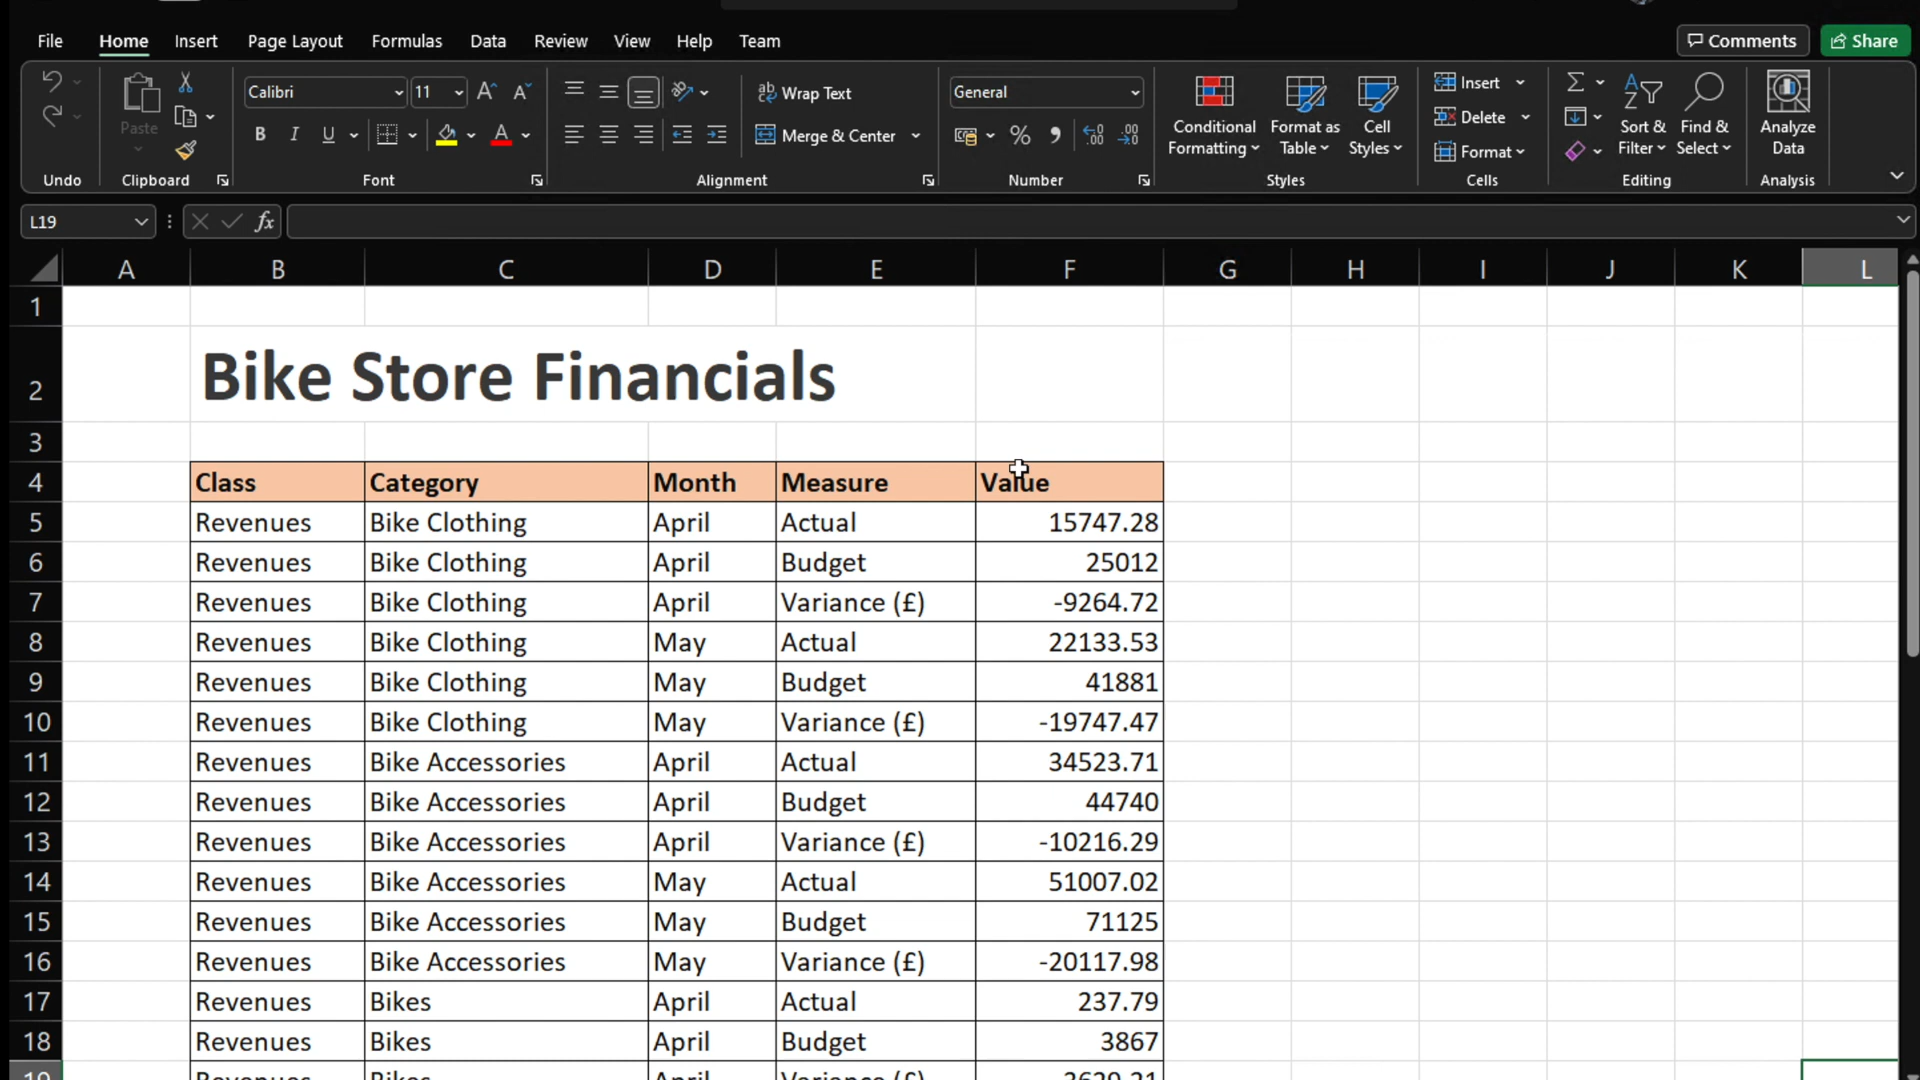 File Home Insert Page Layout Formulas Data Review View Help Team Comments Share
Calibri 11 Wrap Text General Insert
Paste Merge & Center Conditional Formatting Format as Table Cell Styles Delete Sort & Filter Find & Select Analyze Data
Format
Undo Clipboard Font Alignment Number Styles Cells Editing Analysis
L19 fx
A B C D E F G H I J K L
1
2 Bike Store Financials
3
4 Class Category Month Measure Value
5 Revenues Bike Clothing April Actual 15747.28
6 Revenues Bike Clothing April Budget 25012
7 Revenues Bike Clothing April Variance (£) -9264.72
8 Revenues Bike Clothing May Actual 22133.53
9 Revenues Bike Clothing May Budget 41881
10 Revenues Bike Clothing May Variance (£) -19747.47
11 Revenues Bike Accessories April Actual 34523.71
12 Revenues Bike Accessories April Budget 44740
13 Revenues Bike Accessories April Variance (£) -10216.29
14 Revenues Bike Accessories May Actual 51007.02
15 Revenues Bike Accessories May Budget 71125
16 Revenues Bike Accessories May Variance (£) -20117.98
17 Revenues Bikes April Actual 237.79
18 Revenues Bikes April Budget 3867
19 Revenues Bikes April Variance (£)